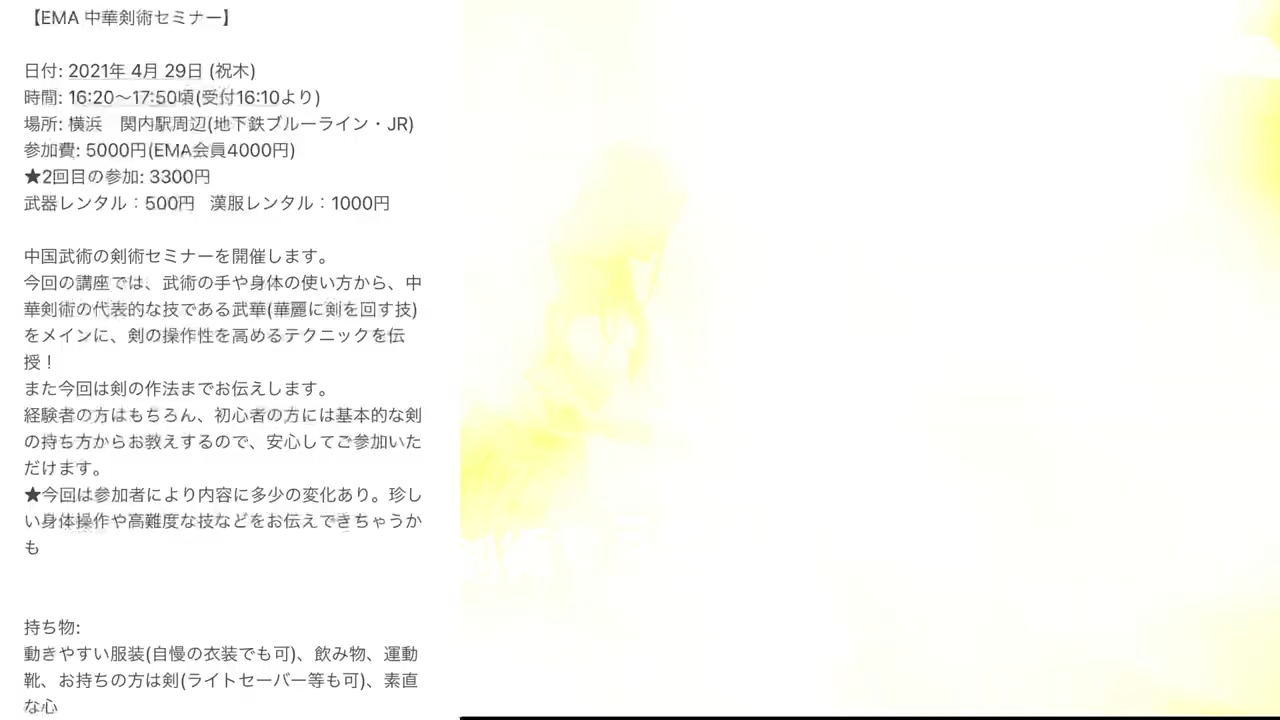 【EMA 中華剣術セミナー】
日付: 2021年 4月 29日 (祝木)
時間: 16:20〜17:50頃(受付16:10より)
場所: 横浜　関内駅周辺(地下鉄ブルーライン・JR)
参加費: 5000円(EMA会員4000円)
★2回目の参加: 3300円
武器レンタル：500円　漢服レンタル：1000円
中国武術の剣術セミナーを開催します。
今回の講座では、武術の手や身体の使い方から、中
華剣術の代表的な技である武華(華麗に剣を回す技)
をメインに、剣の操作性を高めるテクニックを伝
授！
また今回は剣の作法までお伝えします。
経験者の方はもちろん、初心者の方には基本的な剣
の持ち方からお教えするので、安心してご参加いた
だけます。
★今回は参加者により内容に多少の変化あり。珍し
い身体操作や高難度な技などをお伝えできちゃうか
も
持ち物:
動きやすい服装(自慢の衣装でも可)、飲み物、運動
靴、お持ちの方は剣(ライトセーバー等も可)、素直
な心